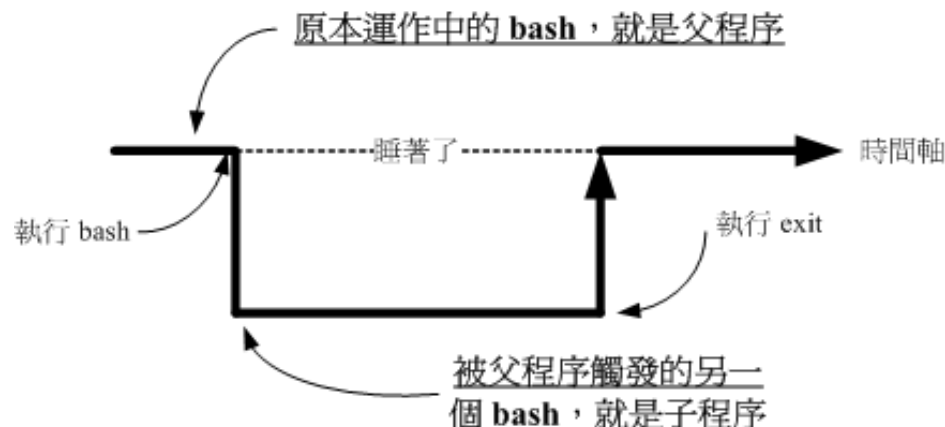 原本運作中的 bash，就是父程序
睡著了
時間軸
執行 bash
執行 exit
被父程序觸發的另一
個 bash，就是子程序